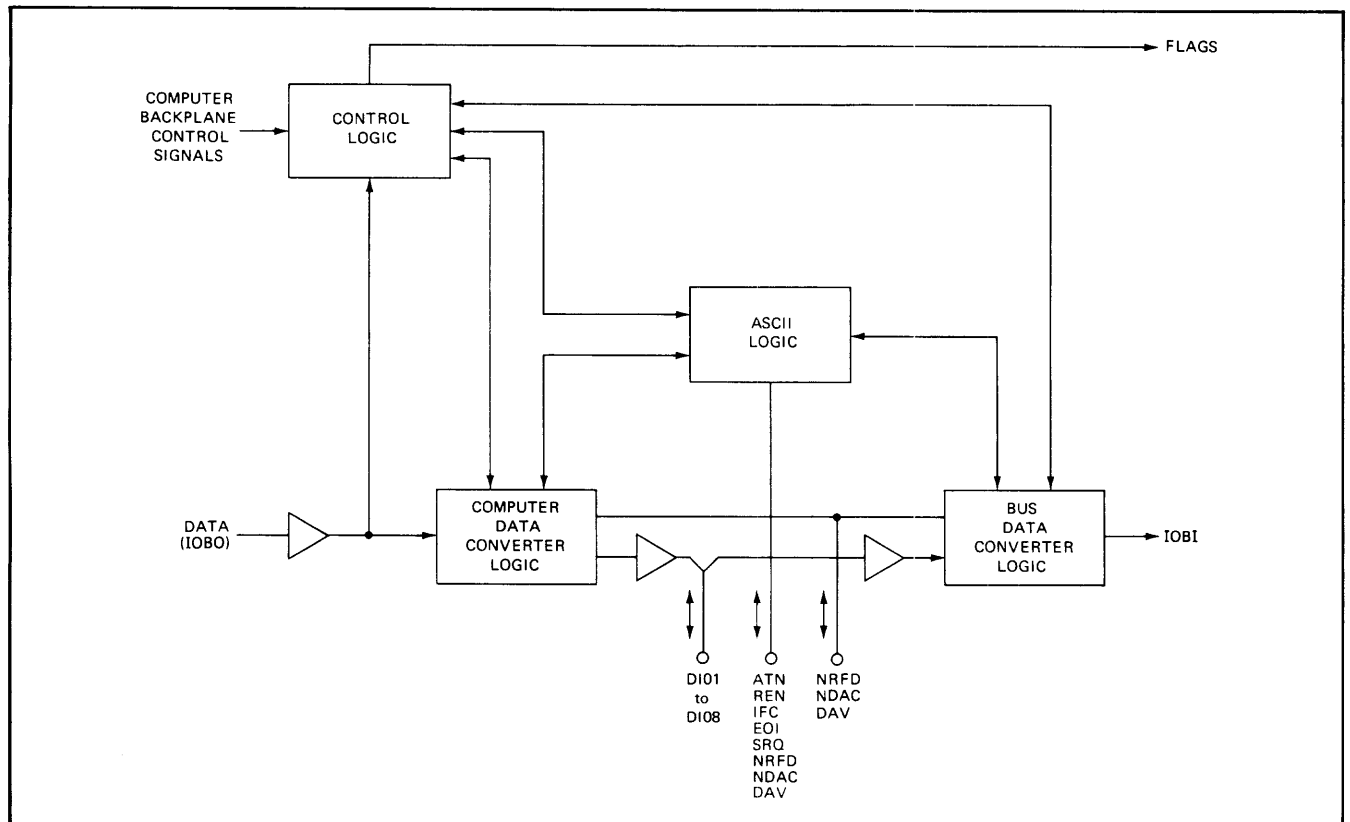 FLAGS
COMPUTER
BACKPLANE
CONTROL
SIGNALS
CONTROL
LOGIC
ASCII
LOGIC
DATA
(IOBO)
COMPUTER
DATA
CONVERTER
LOGIC
BUS
DATA
CONVERTER
LOGIC
IOBI
DI01
to
DI08
ATN
REN
IFC
EOI
SRQ
NRFD
NDAC
DAV
NRFD
NDAC
DAV